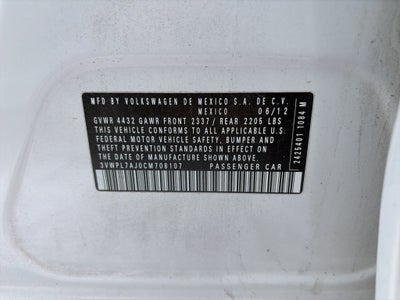 MFD BY VOLKSWAGEN DE MEXICO S.A. DE C.V.
MEXICO 06/12
GVWR 4432 GAWR FRONT 2337/ REAR 2205 LBS
THIS VEHICLE CONFORMS TO ALL APPLICABLE U.S.
FEDERAL MOTOR VEHICLE SAFETY, BUMPER AND
THEFT PREVENTION STANDARDS IN EFFECT ON
THE DATE OF MANUFACTURE SHOWN ABOVE
3VWPL7AJ0CM708107 PASSENGER CAR
2425401 1084 M